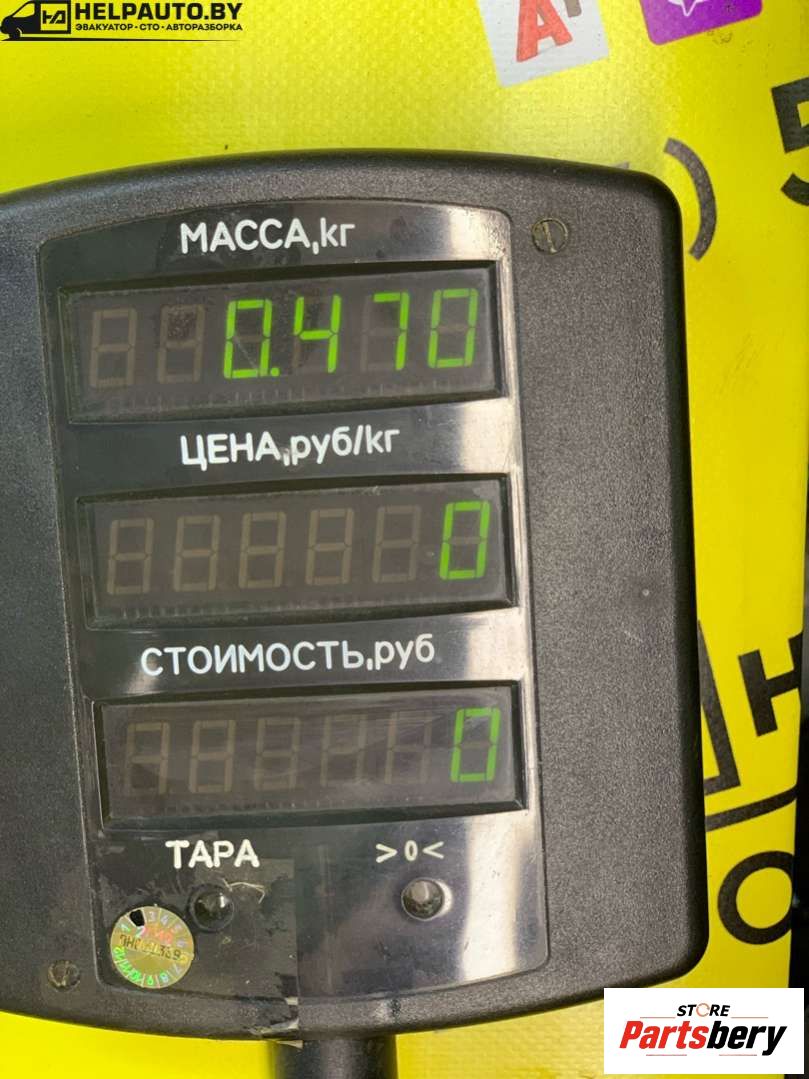 HELPAUTO.BY
ЭВАКУАТОР • СТО • АВТОРАЗБОРКА
МАССА,кг
0.470
ЦЕНА,руб/кг
0
СТОИМОСТЬ,руб
0
ТАРА
>0<
STORE
Partsbery